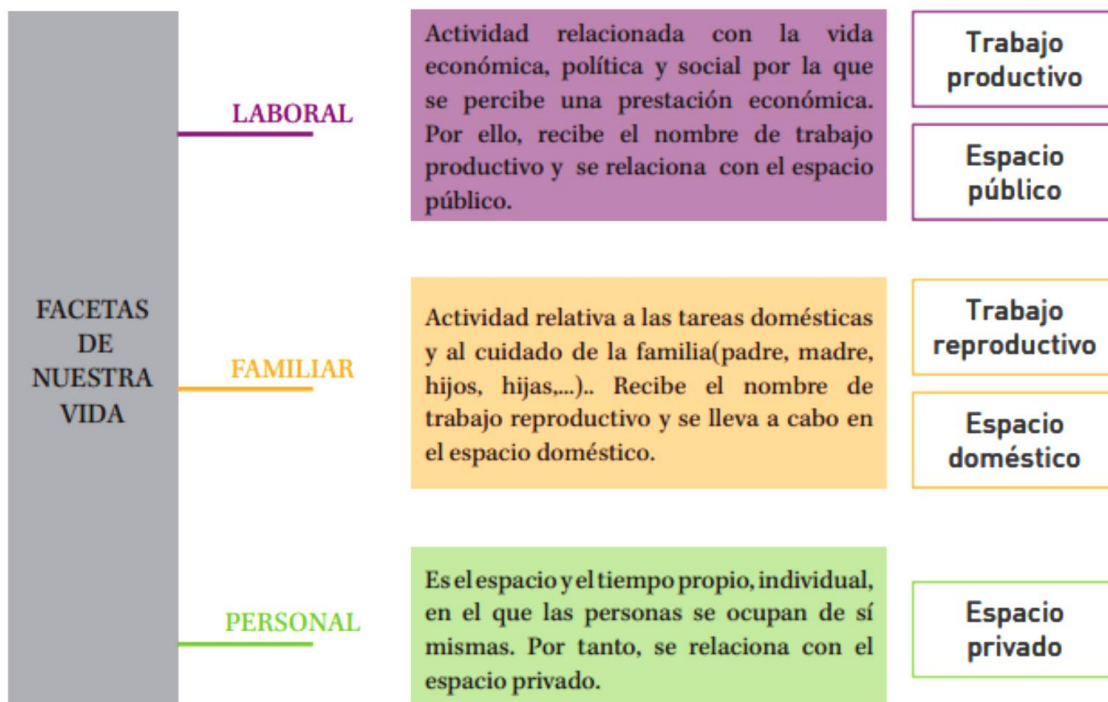 FACETAS
DE
NUESTRA
VIDA
LABORAL
Actividad relacionada con la vida
económica, política y social por la que
se percibe una prestación económica.
Por ello, recibe el nombre de trabajo
productivo y se relaciona con el espacio
público.
Trabajo
productivo
Espacio
público
FAMILIAR
Actividad relativa a las tareas domésticas
y al cuidado de la familia(padre, madre,
hijos, hijas,...).. Recibe el nombre de
trabajo reproductivo y se lleva a cabo en
el espacio doméstico.
Trabajo
reproductivo
Espacio
doméstico
PERSONAL
Es el espacio y el tiempo propio, individual,
en el que las personas se ocupan de sí
mismas. Por tanto, se relaciona con el
espacio privado.
Espacio
privado